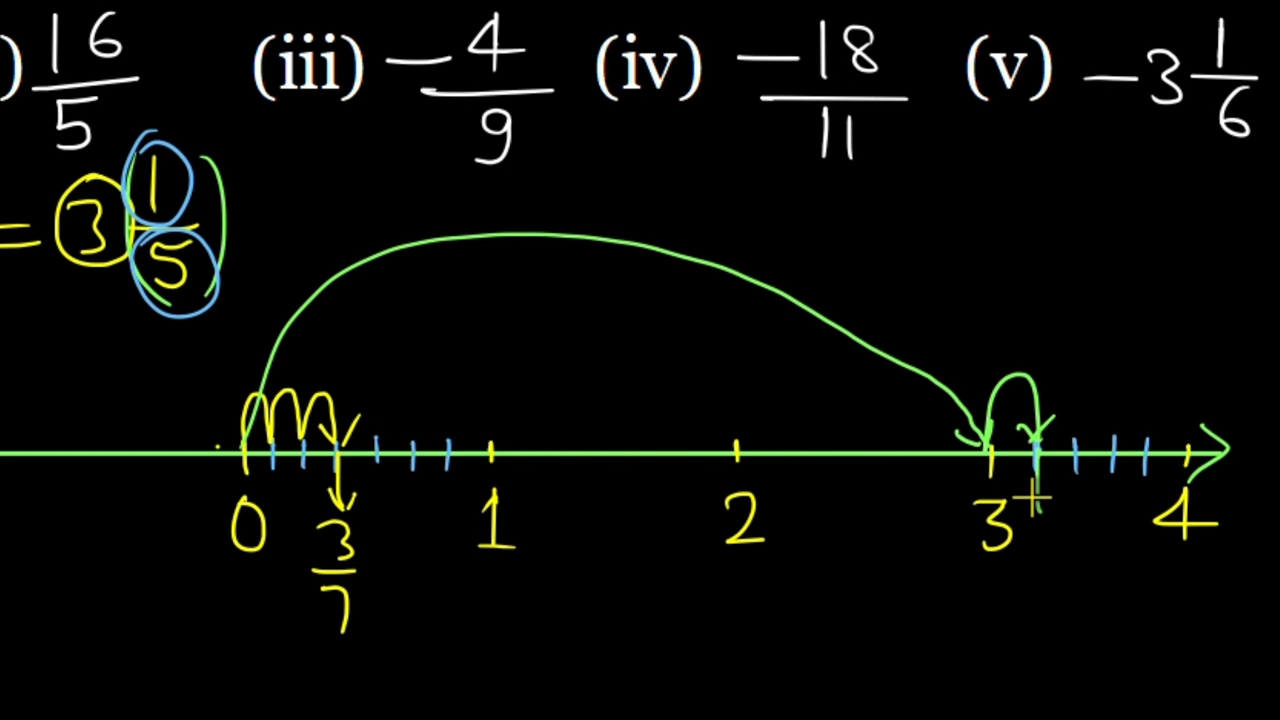 ) 16/5 (iii) -4/9 (iv) -18/11 (v) -3 1/6
= 3 (1/5)
0 3/7 1 2 3 4